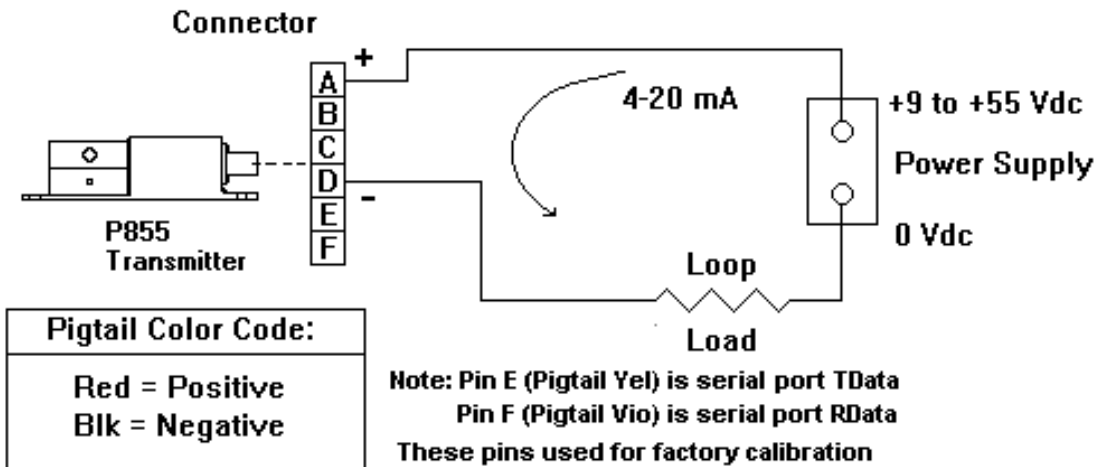 Connector
+
A
B
C
D
E
F
-
4-20 mA
+9 to +55 Vdc
Power Supply
0 Vdc
P855
Transmitter
Loop
Load
Pigtail Color Code:
Red = Positive
Blk = Negative
Note: Pin E (Pigtail Yel) is serial port TData
Pin F (Pigtail Vio) is serial port RData
These pins used for factory calibration